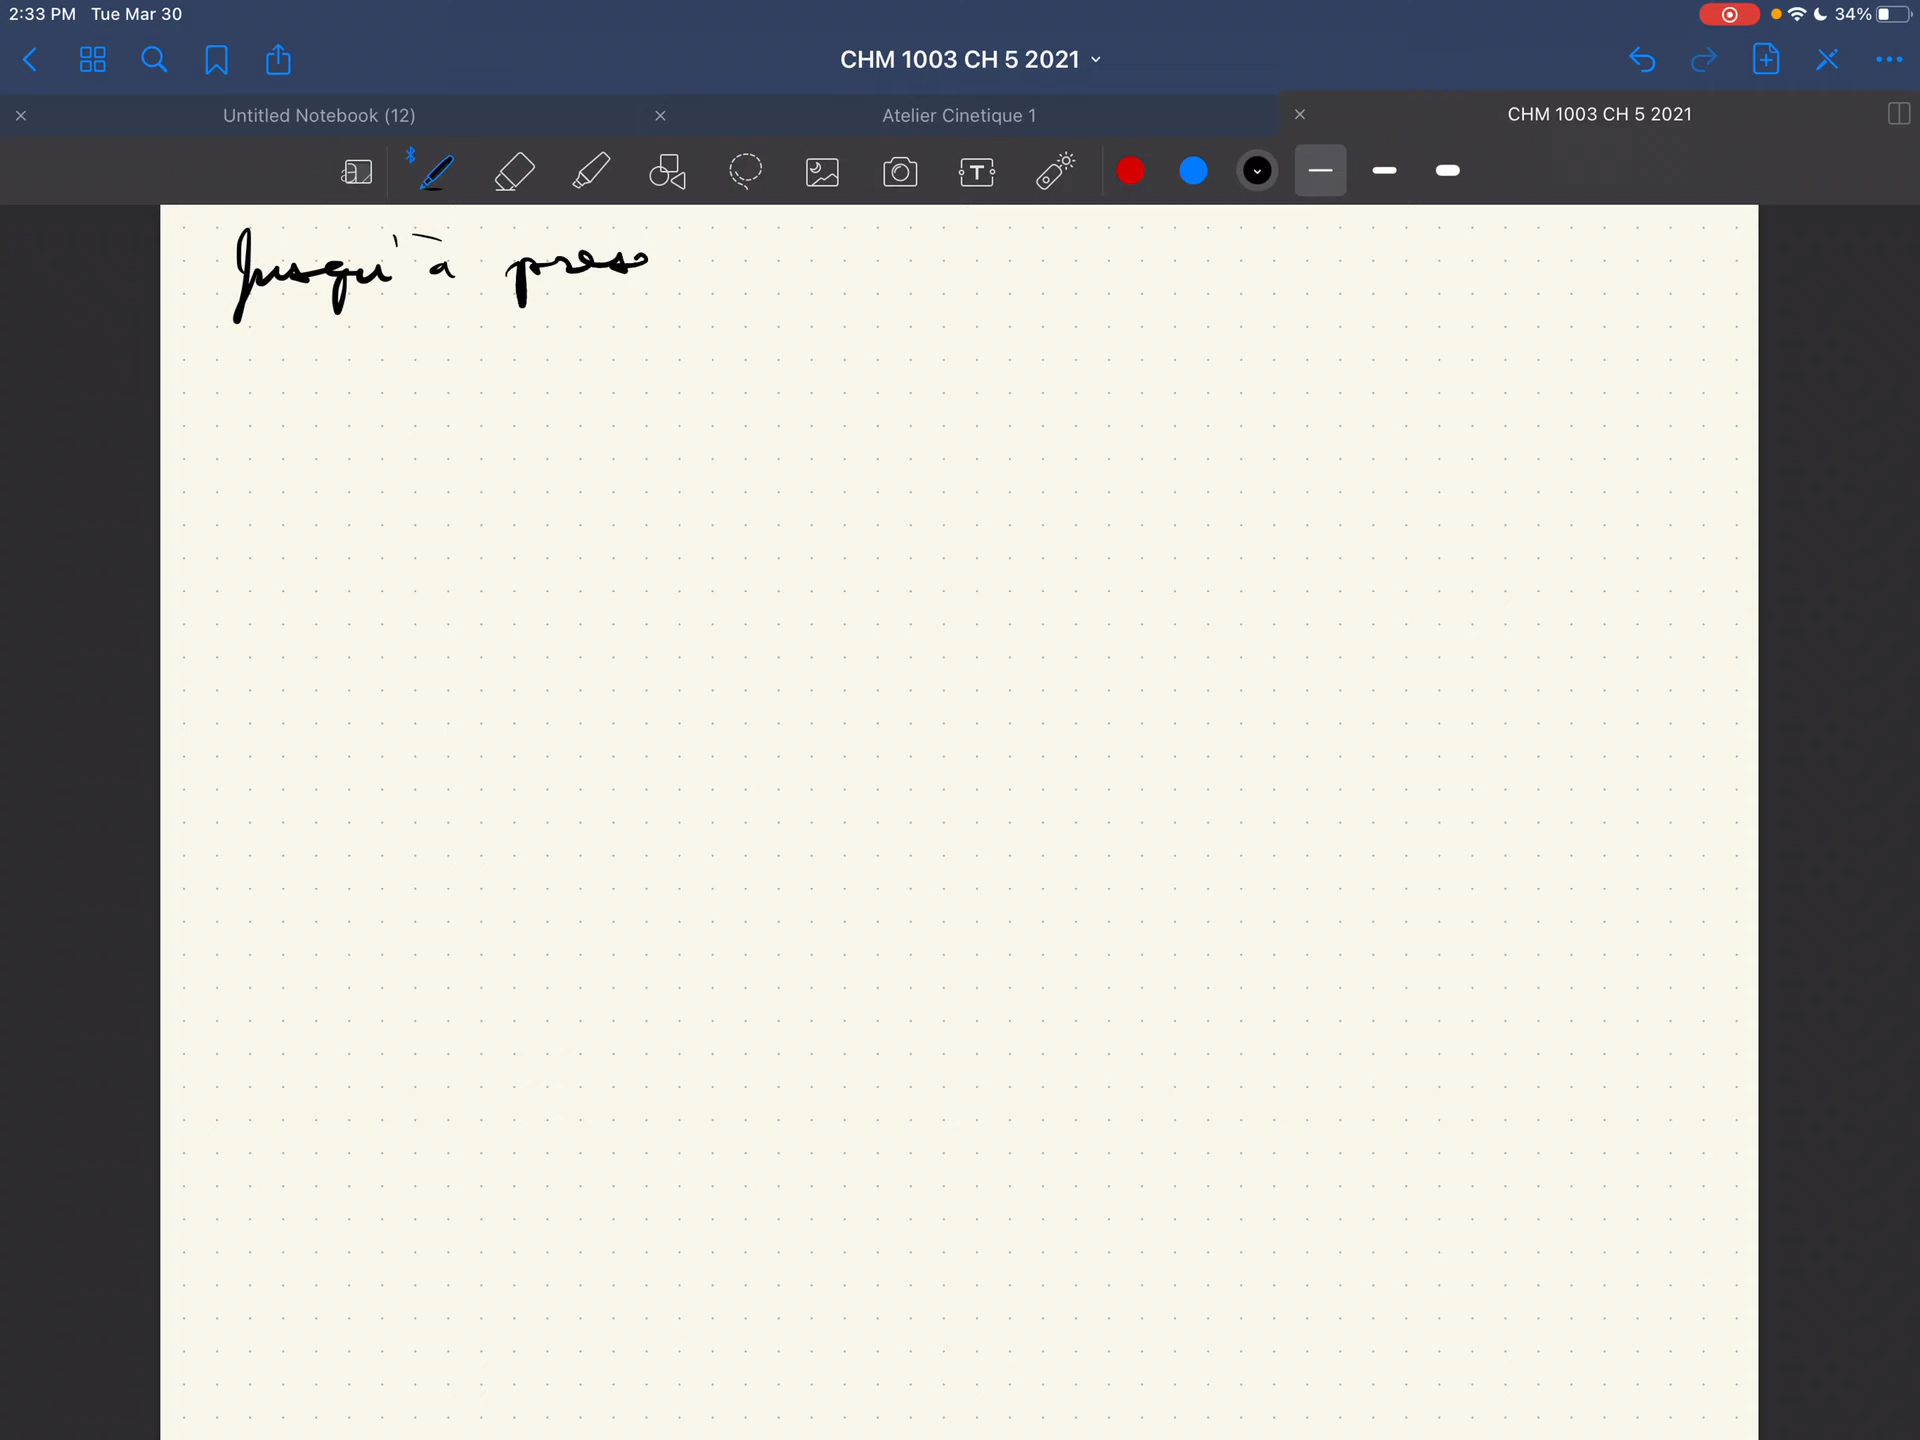 2:33 PM Tue Mar 30
34%
CHM 1003 CH 5 2021
Untitled Notebook (12)
Atelier Cinetique 1
CHM 1003 CH 5 2021
T
Jusqu'à pres